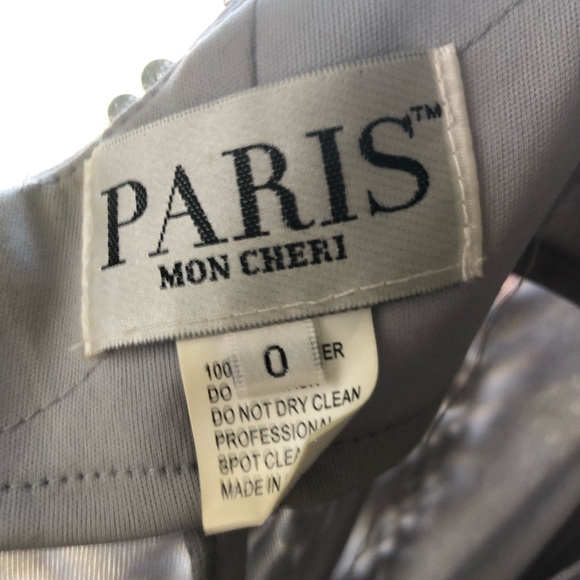 PARIS™
MON CHERI
0
100 ER
DO
DO NOT DRY CLEAN
PROFESSIONAL
SPOT CLEA
MADE IN